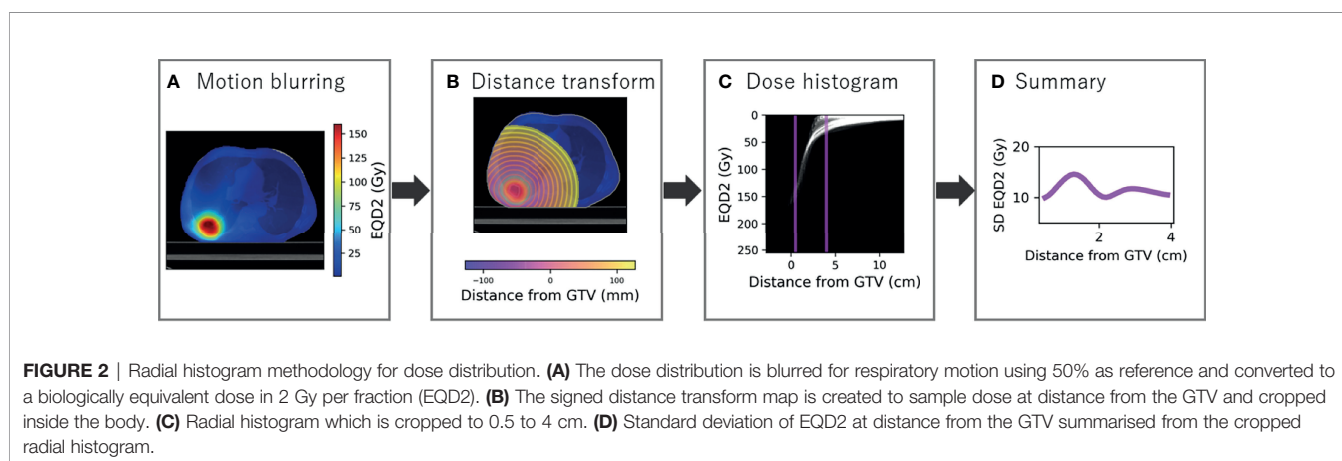 A Motion blurring
150
125
100
75
50
25
EQD2 (Gy)
B Distance transform
−100 0 100
Distance from GTV (mm)
C Dose histogram
0
50
100
150
200
250
EQD2 (Gy)
0 5 10
Distance from GTV (cm)
D Summary
20
10
SD EQD2 (Gy)
2 4
Distance from GTV (cm)
FIGURE 2 | Radial histogram methodology for dose distribution. (A) The dose distribution is blurred for respiratory motion using 50% as reference and converted to
a biologically equivalent dose in 2 Gy per fraction (EQD2). (B) The signed distance transform map is created to sample dose at distance from the GTV and cropped
inside the body. (C) Radial histogram which is cropped to 0.5 to 4 cm. (D) Standard deviation of EQD2 at distance from the GTV summarised from the cropped
radial histogram.